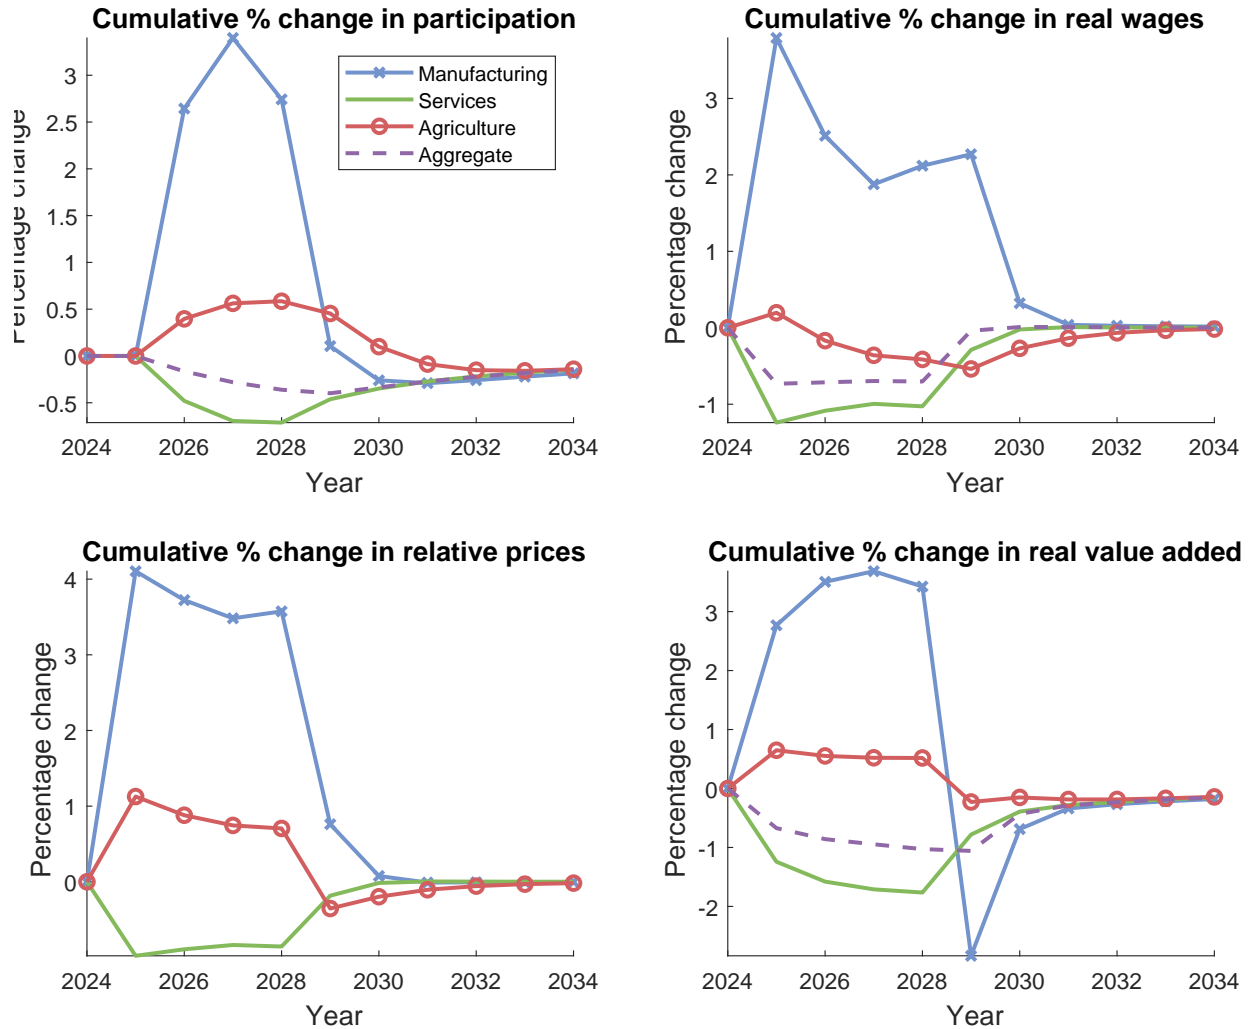 Cumulative % change in participation
Percentage change
3
2.5
2
1.5
1
0.5
0
-0.5
Manufacturing
Services
Agriculture
Aggregate
2024 2026 2028 2030 2032 2034
Year
Cumulative % change in real wages
Percentage change
3
2
1
0
-1
2024 2026 2028 2030 2032 2034
Year
Cumulative % change in relative prices
Percentage change
4
3
2
1
0
2024 2026 2028 2030 2032 2034
Year
Cumulative % change in real value added
Percentage change
3
2
1
0
-1
-2
2024 2026 2028 2030 2032 2034
Year